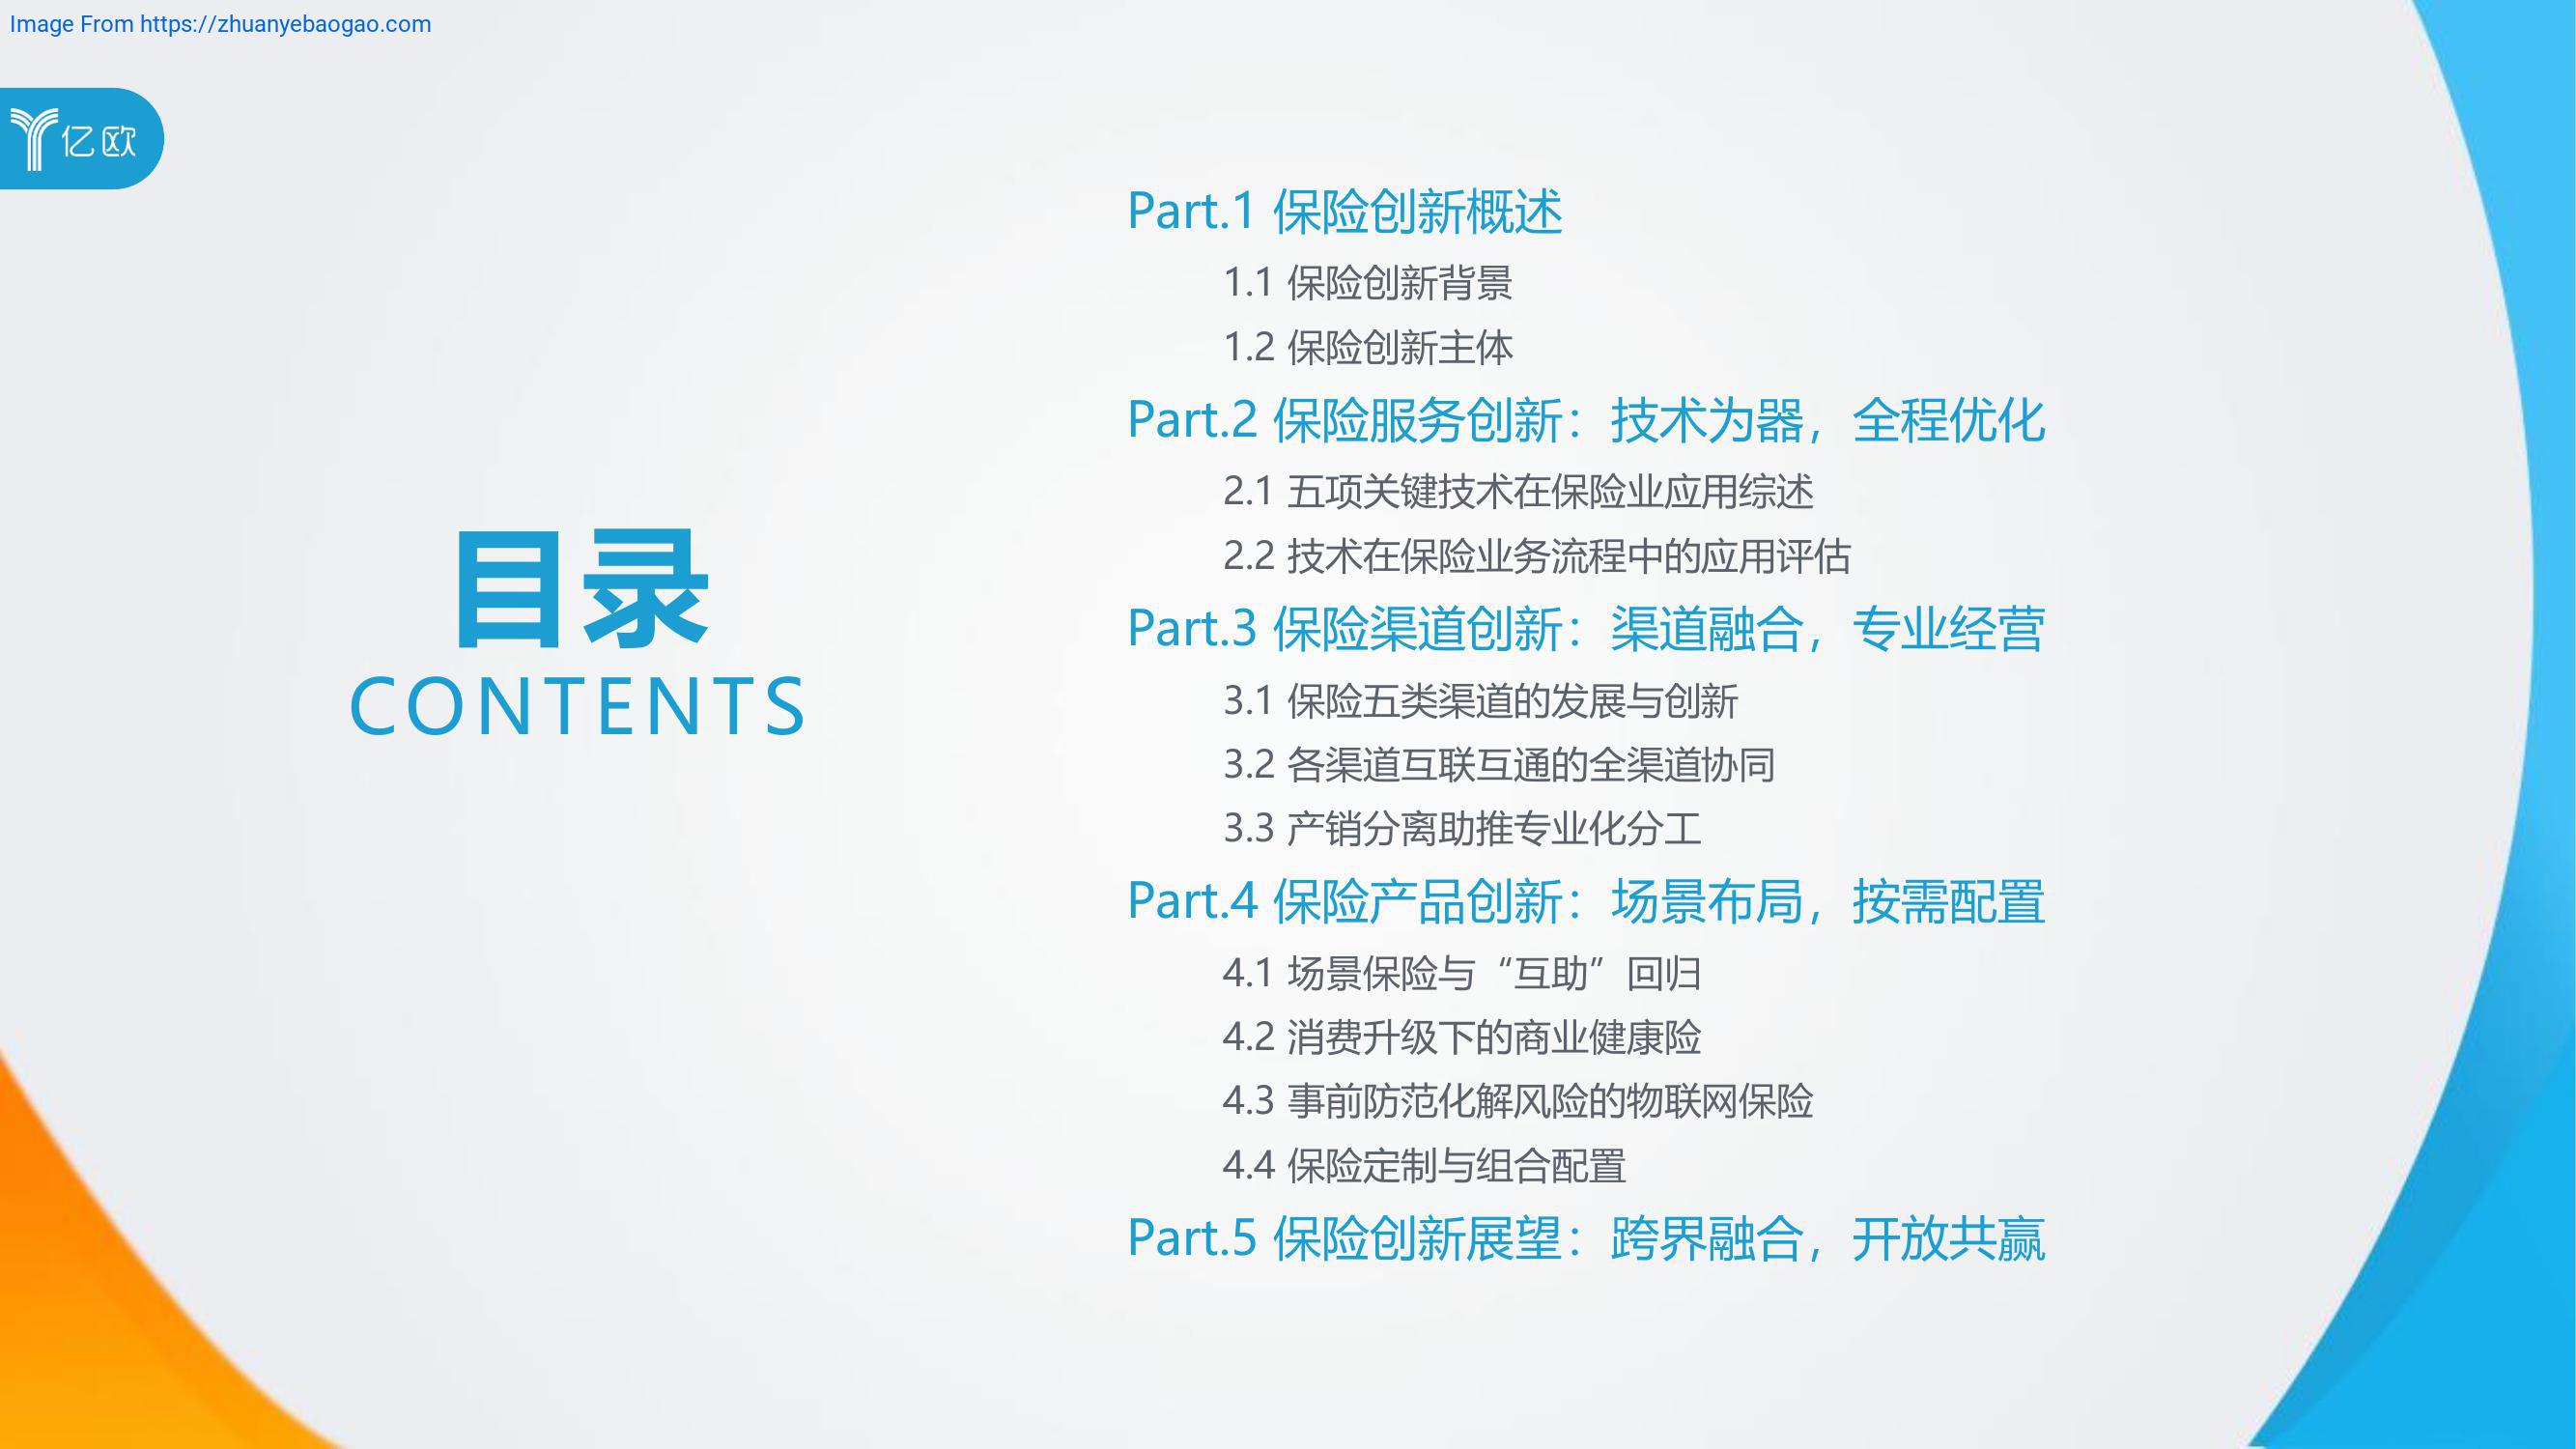 Image From https://zhuanyebaogao.com
亿欧
目录
CONTENTS
Part.1 保险创新概述
1.1 保险创新背景
1.2 保险创新主体
Part.2 保险服务创新：技术为器，全程优化
2.1 五项关键技术在保险业应用综述
2.2 技术在保险业务流程中的应用评估
Part.3 保险渠道创新：渠道融合，专业经营
3.1 保险五类渠道的发展与创新
3.2 各渠道互联互通的全渠道协同
3.3 产销分离助推专业化分工
Part.4 保险产品创新：场景布局，按需配置
4.1 场景保险与“互助”回归
4.2 消费升级下的商业健康险
4.3 事前防范化解风险的物联网保险
4.4 保险定制与组合配置
Part.5 保险创新展望：跨界融合，开放共赢